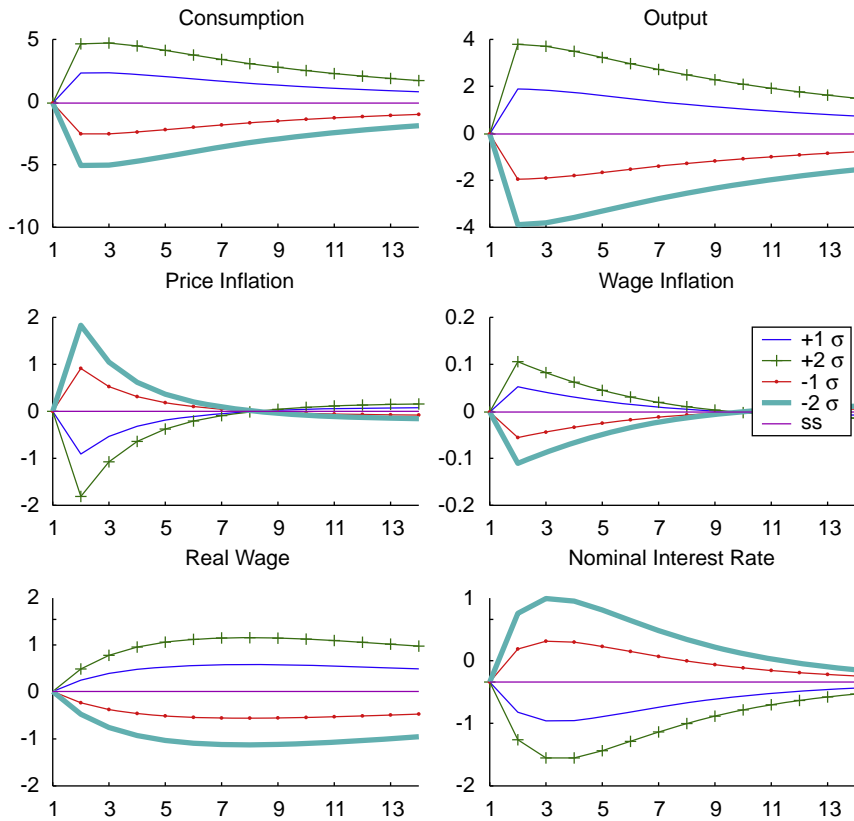 Consumption
5
0
-5
-10
1 3 5 7 9 11 13
Output
4
2
0
-2
-4
1 3 5 7 9 11 13
Price Inflation
2
1
0
-1
-2
1 3 5 7 9 11 13
Wage Inflation
0.2
0.1
0
-0.1
-0.2
1 3 5 7 9 11 13
+1 σ
+2 σ
-1 σ
-2 σ
ss
Real Wage
2
1
0
-1
-2
1 3 5 7 9 11 13
Nominal Interest Rate
1
0
-1
-2
1 3 5 7 9 11 13